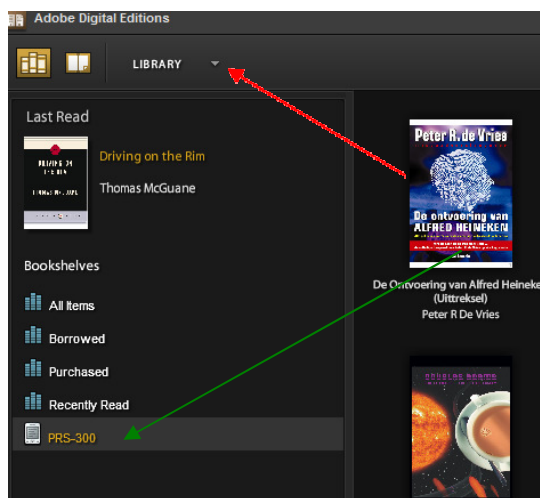 Adobe Digital Editions
LIBRARY
Last Read
Driving on the Rim
Thomas McGuane
Bookshelves
All Items
Borrowed
Purchased
Recently Read
PRS-300
Peter R. de Vries
De ontvoering van
ALFRED HEINEKEN
De Ontvoering van Alfred Heineke
(Uittreksel)
Peter R De Vries